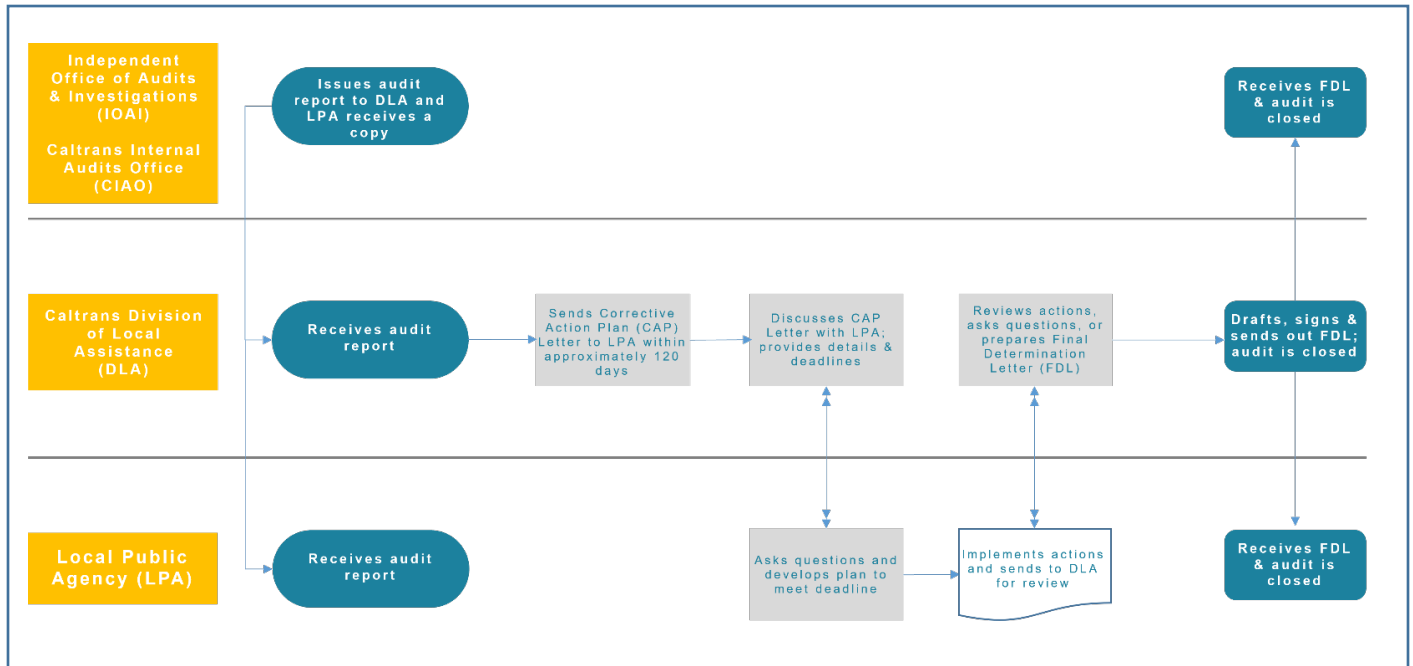 Independent
Office of Audits
& Investigations
(IOAI)
Caltrans Internal
Audits Office
(CIAO)
Issues audit
report to DLA and
LPA receives a
copy
Receives FDL
& audit is
closed
Caltrans Division
of Local
Assistance
(DLA)
Receives audit
report
Sends Corrective
Action Plan (CAP)
Letter to LPA within
approximately 120
days
Discusses CAP
Letter with LPA;
provides details &
deadlines
Reviews actions,
asks questions, or
prepares Final
Determination
Letter (FDL)
Drafts, signs &
sends out FDL;
audit is closed
Local Public
Agency (LPA)
Receives audit
report
Asks questions and
develops plan to
meet deadline
Implements actions
and sends to DLA
for review
Receives FDL
& audit is
closed